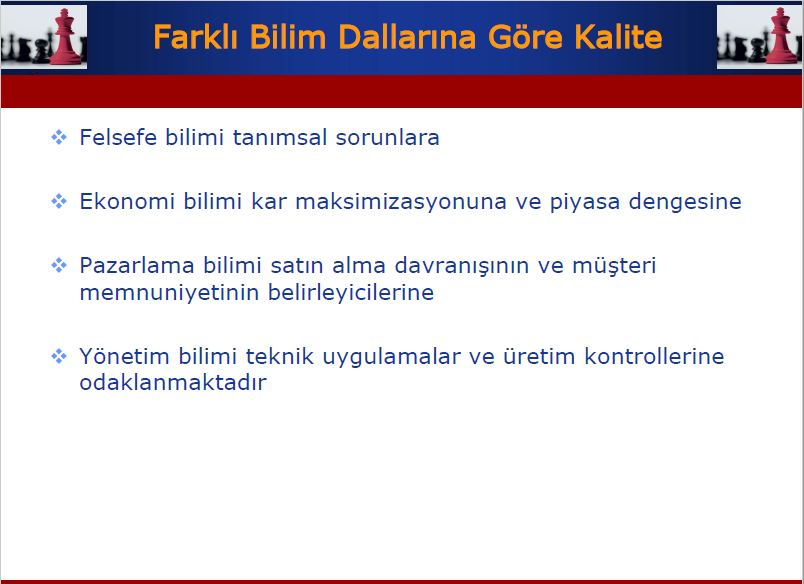 Farklı Bilim Dallarına Göre Kalite
Felsefe bilimi tanımsal sorunlara
Ekonomi bilimi kar maksimizasyonuna ve piyasa dengesine
Pazarlama bilimi satın alma davranışının ve müşteri
memnuniyetinin belirleyicilerine
Yönetim bilimi teknik uygulamalar ve üretim kontrollerine
odaklanmaktadır